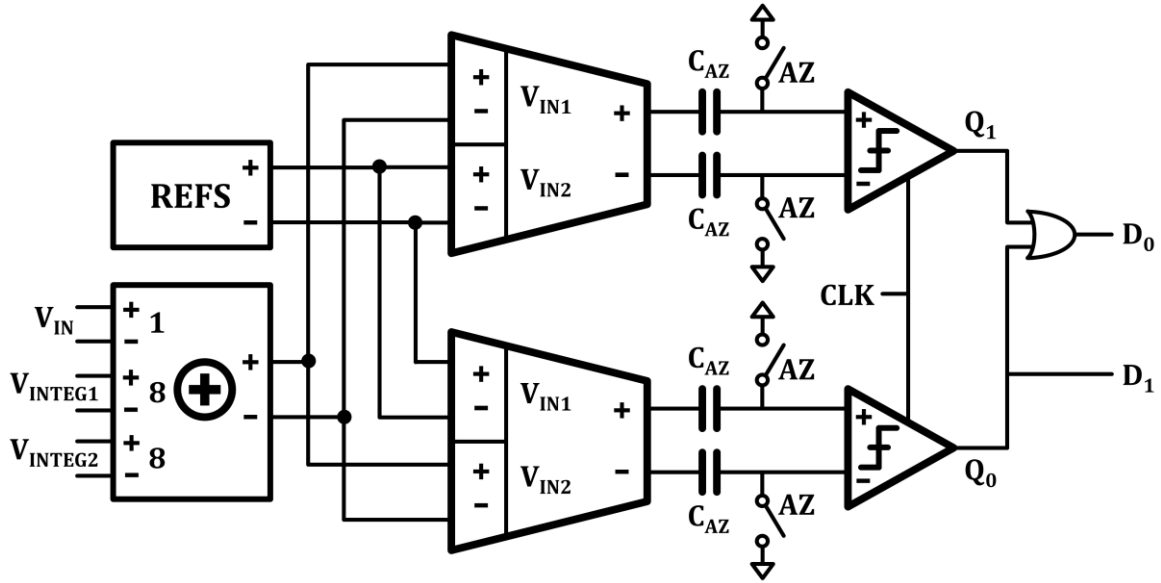 C_AZ
AZ
+
-
V_IN1
+
-
+
-
V_IN2
+
-
C_AZ
AZ
+
-
Q_1
REFS
+
-
D_0
CLK
V_IN
+
-
1
V_INTEG1
+
-
8
V_INTEG2
+
-
8
+
+
-
C_AZ
AZ
+
-
V_IN1
+
-
+
-
V_IN2
+
-
C_AZ
AZ
+
-
Q_0
D_1